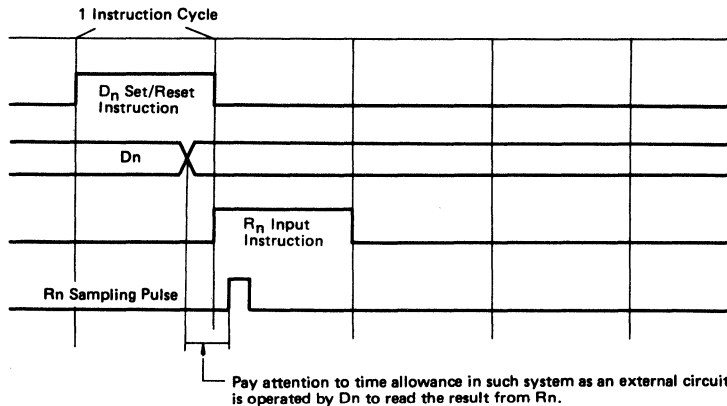 1 Instruction Cycle
Dn Set/Reset
Instruction
Dn
Rn Input
Instruction
Rn Sampling Pulse
Pay attention to time allowance in such system as an external circuit
is operated by Dn to read the result from Rn.